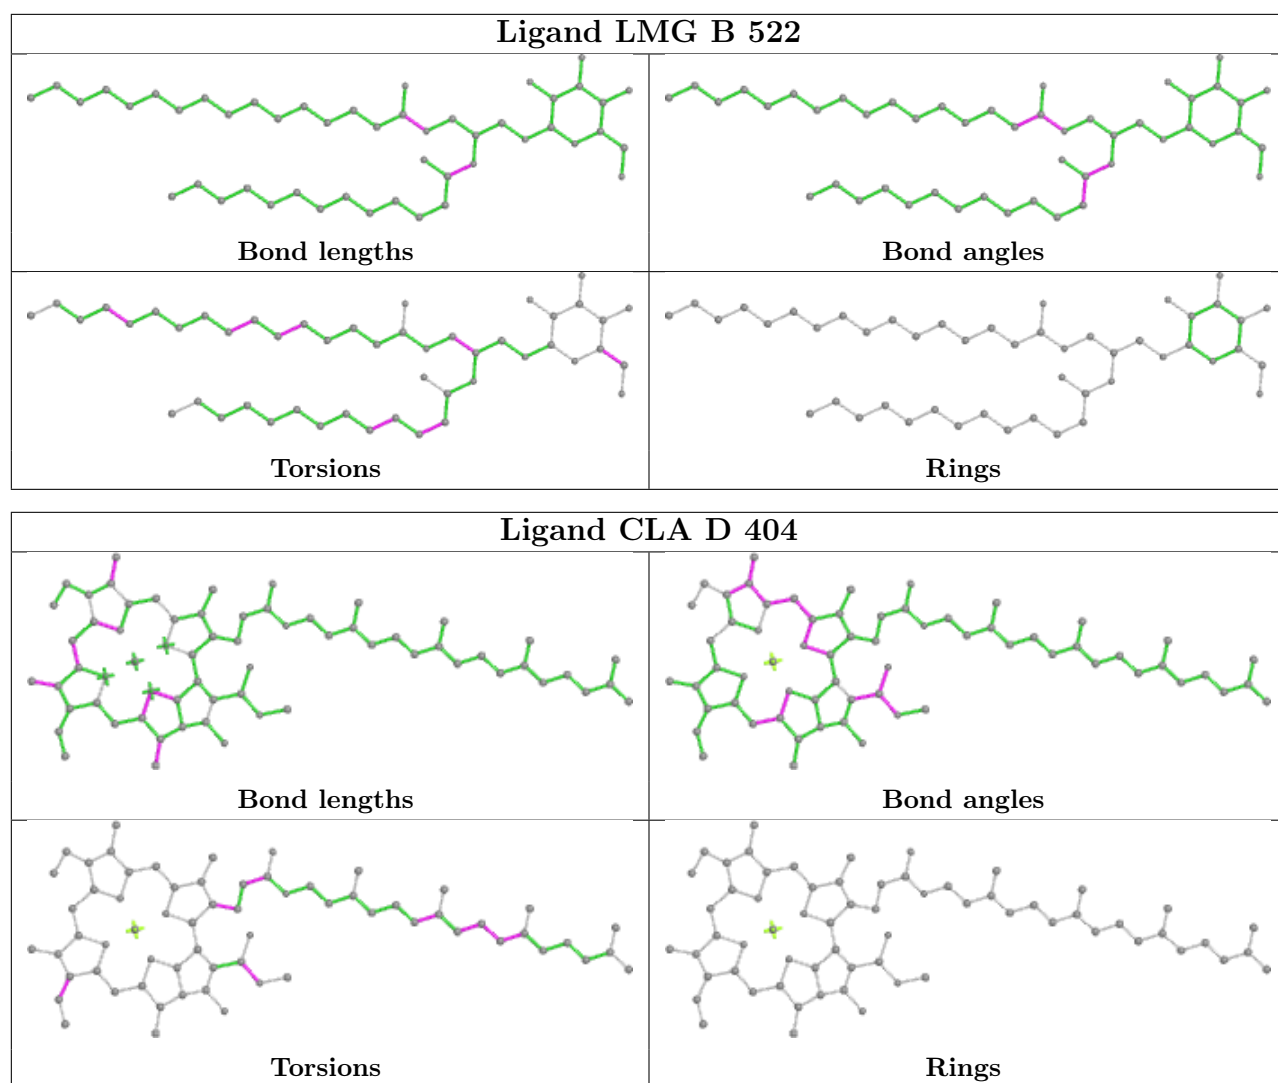 Ligand LMG B 522
Bond lengths
Bond angles
Torsions
Rings
Ligand CLA D 404
Bond lengths
Bond angles
Torsions
Rings